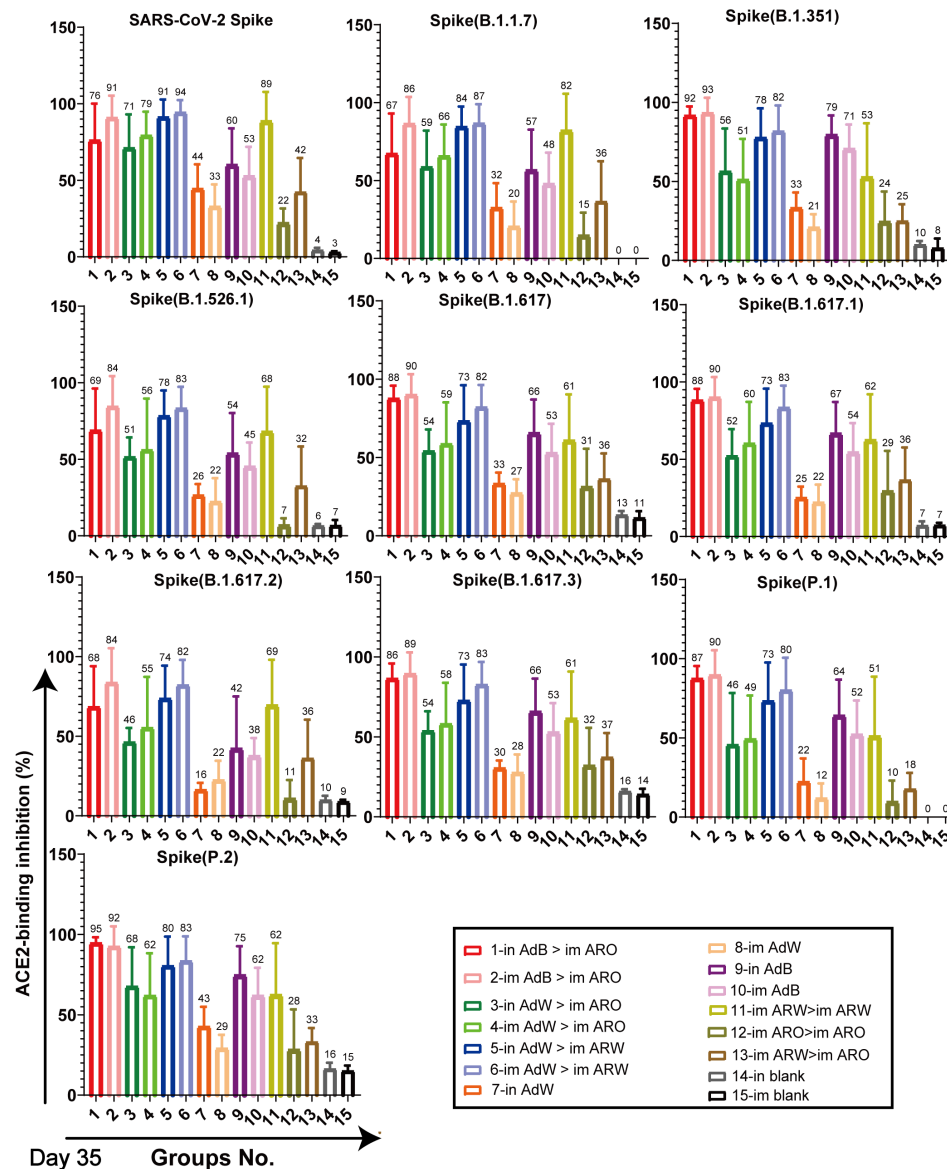 SARS-CoV-2 Spike
Spike(B.1.1.7)
Spike(B.1.351)
150
100
50
0
76 91 71 79 91 94 44 33 60 53 89 22 42 4 3
1 2 3 4 5 6 7 8 9 10 11 12 13 14 15
150
100
50
0
67 86 59 66 84 87 32 20 57 48 82 15 36 0 0
1 2 3 4 5 6 7 8 9 10 11 12 13 14 15
150
100
50
0
92 93 56 51 78 82 33 21 79 71 53 24 25 10 8
1 2 3 4 5 6 7 8 9 10 11 12 13 14 15
Spike(B.1.526.1)
Spike(B.1.617)
Spike(B.1.617.1)
150
100
50
0
69 84 51 56 78 83 26 22 54 45 68 7 32 6 7
1 2 3 4 5 6 7 8 9 10 11 12 13 14 15
150
100
50
0
88 90 54 59 73 82 33 27 66 53 61 31 36 13 11
1 2 3 4 5 6 7 8 9 10 11 12 13 14 15
150
100
50
0
88 90 52 60 73 83 25 22 67 54 62 29 36 7 7
1 2 3 4 5 6 7 8 9 10 11 12 13 14 15
Spike(B.1.617.2)
Spike(B.1.617.3)
Spike(P.1)
150
100
50
0
68 84 46 55 74 82 16 22 42 38 69 11 36 10 9
1 2 3 4 5 6 7 8 9 10 11 12 13 14 15
150
100
50
0
86 89 54 58 73 83 30 28 66 53 61 32 37 16 14
1 2 3 4 5 6 7 8 9 10 11 12 13 14 15
150
100
50
0
87 90 46 49 73 80 22 12 64 52 51 10 18 0 0
1 2 3 4 5 6 7 8 9 10 11 12 13 14 15
Spike(P.2)
150
100
50
0
95 92 68 62 80 83 43 29 75 62 62 28 33 16 15
1 2 3 4 5 6 7 8 9 10 11 12 13 14 15
ACE2-binding inhibition (%)
Day 35 Groups No.
1-in AdB > im ARO
2-im AdB > im ARO
3-in AdW > im ARO
4-im AdW > im ARO
5-in AdW > im ARW
6-im AdW > im ARW
7-in AdW
8-im AdW
9-in AdB
10-im AdB
11-im ARW>im ARW
12-im ARO>im ARO
13-im ARW>im ARO
14-in blank
15-im blank